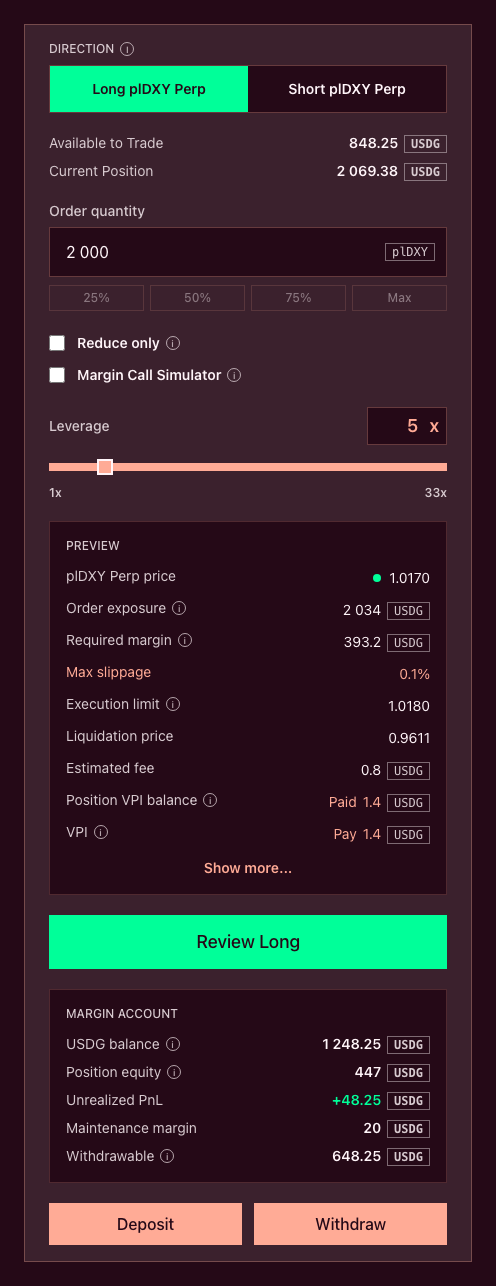 DIRECTION
Long plDXY Perp Short plDXY Perp
Available to Trade 848.25 USDG
Current Position 2 069.38 USDG
Order quantity
2 000 plDXY
25% 50% 75% Max
Reduce only
Margin Call Simulator
Leverage 5 x
1x 33x
PREVIEW
plDXY Perp price 1.0170
Order exposure 2 034 USDG
Required margin 393.2 USDG
Max slippage 0.1%
Execution limit 1.0180
Liquidation price 0.9611
Estimated fee 0.8 USDG
Position VPI balance Paid 1.4 USDG
VPI Pay 1.4 USDG
Show more...
Review Long
MARGIN ACCOUNT
USDG balance 1 248.25 USDG
Position equity 447 USDG
Unrealized PnL +48.25 USDG
Maintenance margin 20 USDG
Withdrawable 648.25 USDG
Deposit Withdraw